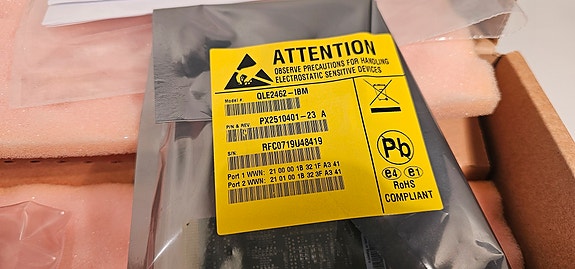 ATTENTION
OBSERVE PRECAUTIONS FOR HANDLING
ELECTROSTATIC SENSITIVE DEVICES
Model # QLE2462-IBM
P/N & REV. PX2510401-23 A
S/N RFC0719U48419
Port 1 WWN: 21 00 00 1B 32 1F A3 41
Port 2 WWN: 21 01 00 1B 32 3F A3 41
Pb
e4 e1
RoHS
COMPLIANT